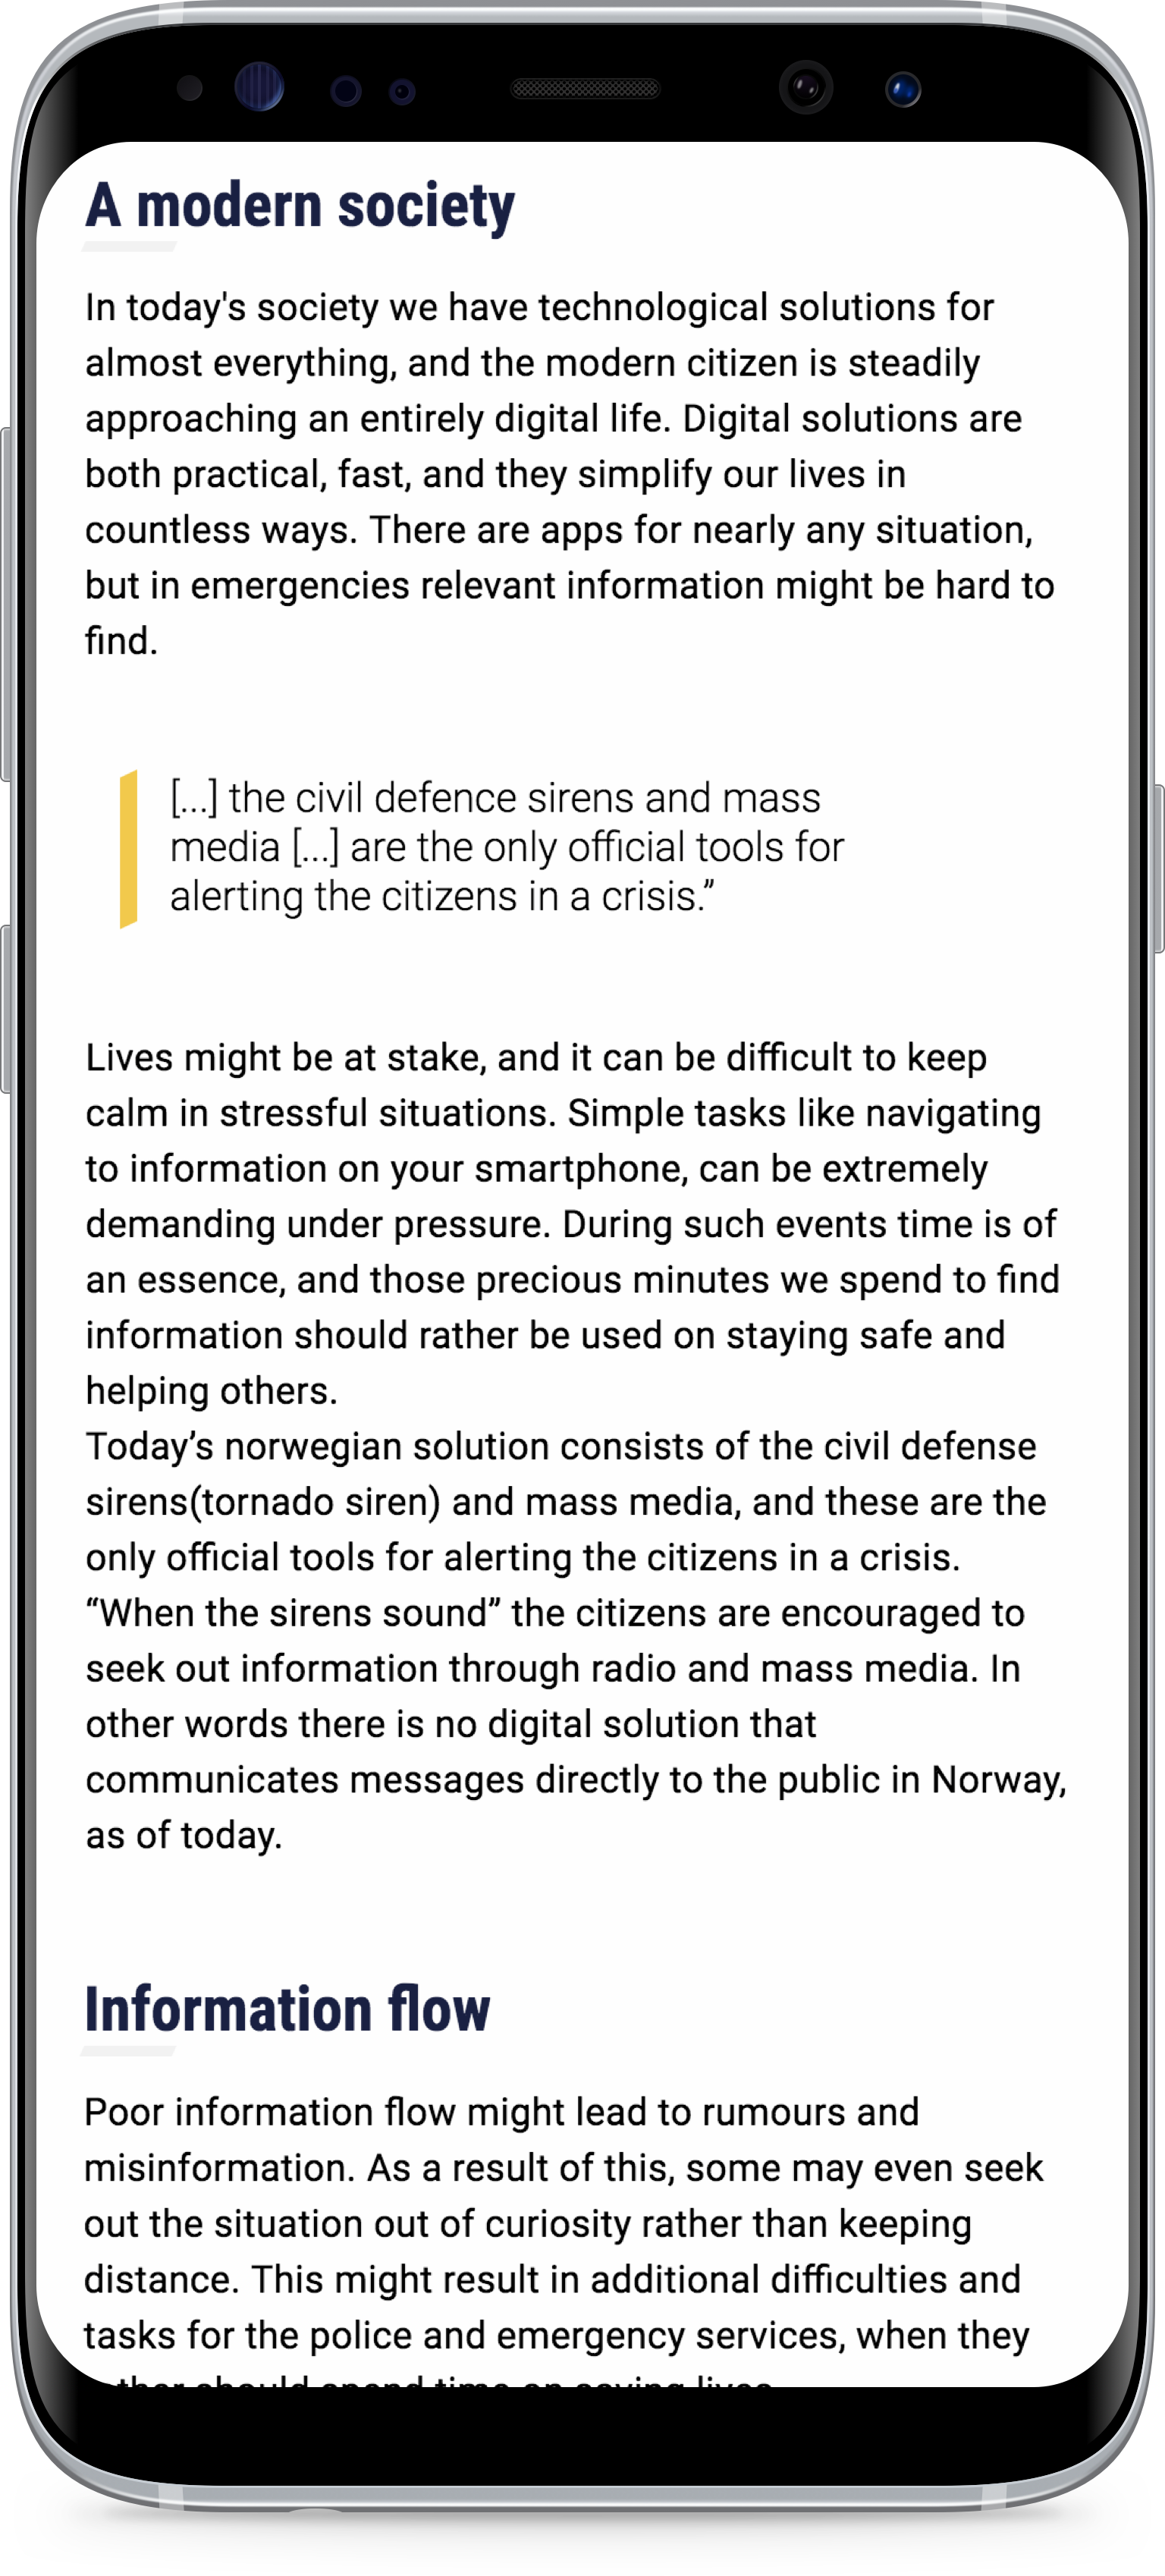 A modern society
In today's society we have technological solutions for
almost everything, and the modern citizen is steadily
approaching an entirely digital life. Digital solutions are
both practical, fast, and they simplify our lives in
countless ways. There are apps for nearly any situation,
but in emergencies relevant information might be hard to
find.
[...] the civil defence sirens and mass
media [...] are the only official tools for
alerting the citizens in a crisis.”
Lives might be at stake, and it can be difficult to keep
calm in stressful situations. Simple tasks like navigating
to information on your smartphone, can be extremely
demanding under pressure. During such events time is of
an essence, and those precious minutes we spend to find
information should rather be used on staying safe and
helping others.
Today’s norwegian solution consists of the civil defense
sirens(tornado siren) and mass media, and these are the
only official tools for alerting the citizens in a crisis.
“When the sirens sound” the citizens are encouraged to
seek out information through radio and mass media. In
other words there is no digital solution that
communicates messages directly to the public in Norway,
as of today.
Information flow
Poor information flow might lead to rumours and
misinformation. As a result of this, some may even seek
out the situation out of curiosity rather than keeping
distance. This might result in additional difficulties and
tasks for the police and emergency services, when they
should spend time on saving lives